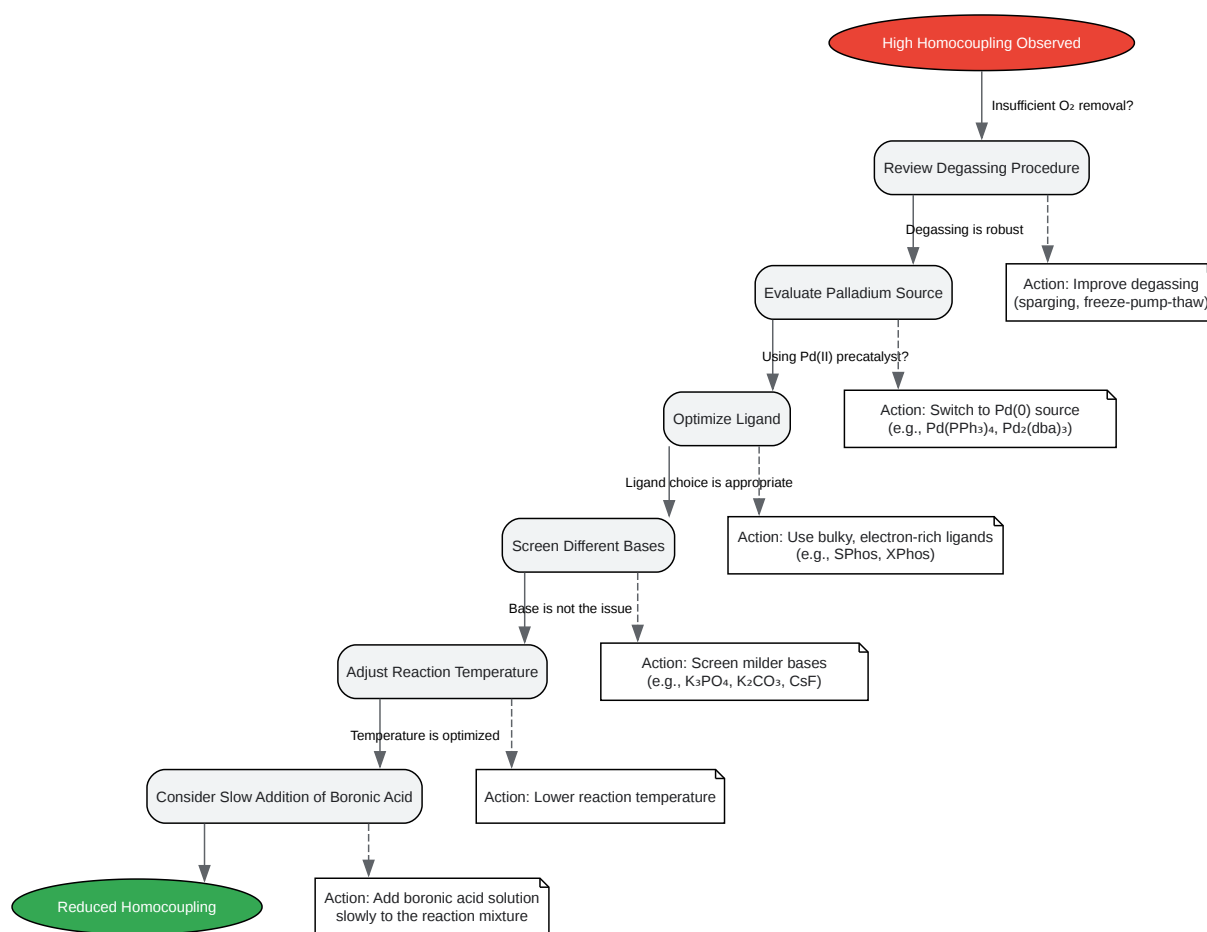 High Homocoupling Observed
Insufficient O₂ removal?
Review Degassing Procedure
Degassing is robust
Evaluate Palladium Source
Action: Improve degassing
(sparging, freeze-pump-thaw)
Using Pd(II) precatalyst?
Optimize Ligand
Action: Switch to Pd(0) source
(e.g., Pd(PPh₃)₄, Pd₂(dba)₃)
Ligand choice is appropriate
Screen Different Bases
Action: Use bulky, electron-rich ligands
(e.g., SPhos, XPhos)
Base is not the issue
Adjust Reaction Temperature
Action: Screen milder bases
(e.g., K₃PO₄, K₂CO₃, CsF)
Temperature is optimized
Consider Slow Addition of Boronic Acid
Action: Lower reaction temperature
Reduced Homocoupling
Action: Add boronic acid solution
slowly to the reaction mixture